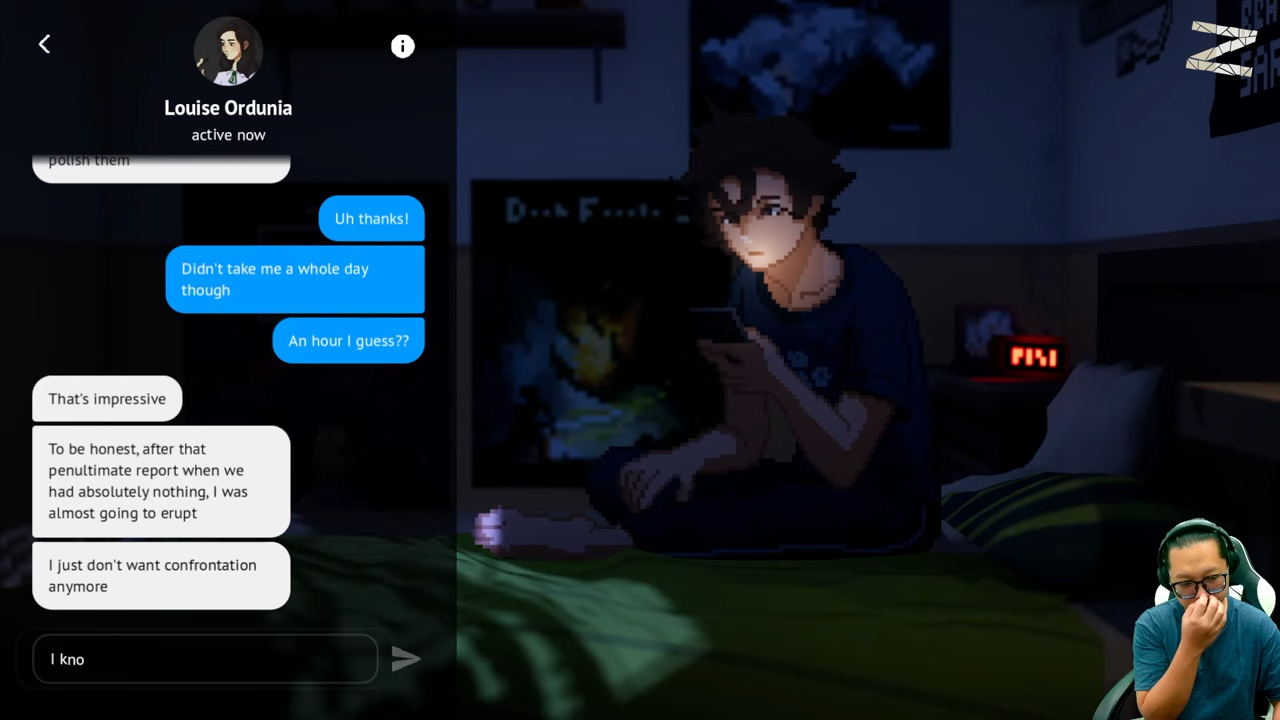 Louise Ordunia
active now
polish them
Uh thanks!
Didn't take me a whole day
though
An hour I guess??
That's impressive
To be honest, after that
penultimate report when we
had absolutely nothing, I was
almost going to erupt
I just don't want confrontation
anymore
I kno